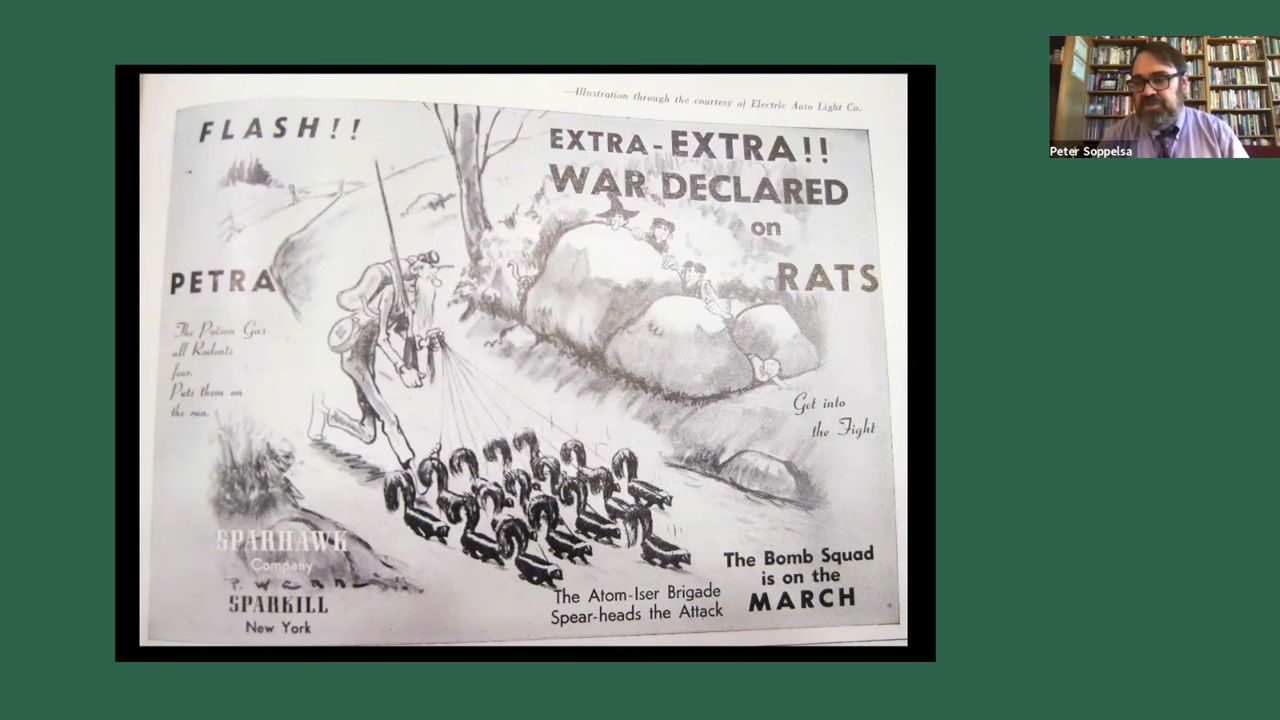 —Illustration through the courtesy of Electric Auto Light Co.
FLASH!!
EXTRA-EXTRA!!
WAR DECLARED
on
RATS
PETRA
The Poison Gas
all Rodents
fear.
Puts them on
the run.
Get into
the Fight
SPARHAWK
Company
P. WEBB
SPARKILL
New York
The Atom-Iser Brigade
Spear-heads the Attack
The Bomb Squad
is on the
MARCH
Peter Soppelsa